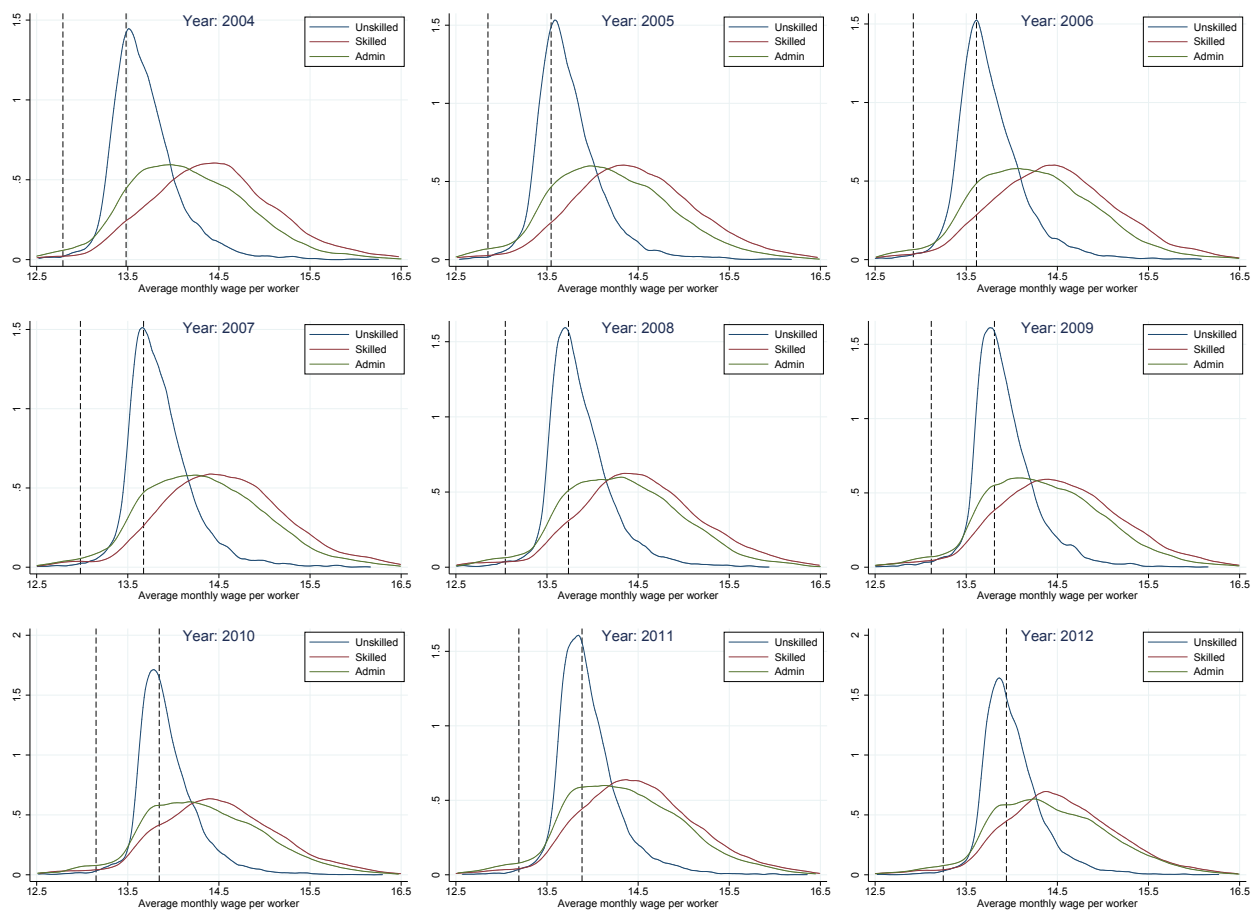 Year: 2004
Unskilled
Skilled
Admin
1.5
1
.5
0
12.5 13.5 14.5 15.5 16.5
Average monthly wage per worker
Year: 2005
Unskilled
Skilled
Admin
1.5
1
.5
0
12.5 13.5 14.5 15.5 16.5
Average monthly wage per worker
Year: 2006
Unskilled
Skilled
Admin
1.5
1
.5
0
12.5 13.5 14.5 15.5 16.5
Average monthly wage per worker
Year: 2007
Unskilled
Skilled
Admin
1.5
1
.5
0
12.5 13.5 14.5 15.5 16.5
Average monthly wage per worker
Year: 2008
Unskilled
Skilled
Admin
1.5
1
.5
0
12.5 13.5 14.5 15.5 16.5
Average monthly wage per worker
Year: 2009
Unskilled
Skilled
Admin
1.5
1
.5
0
12.5 13.5 14.5 15.5 16.5
Average monthly wage per worker
Year: 2010
Unskilled
Skilled
Admin
2
1.5
1
.5
0
12.5 13.5 14.5 15.5 16.5
Average monthly wage per worker
Year: 2011
Unskilled
Skilled
Admin
1.5
1
.5
0
12.5 13.5 14.5 15.5 16.5
Average monthly wage per worker
Year: 2012
Unskilled
Skilled
Admin
2
1.5
1
.5
0
12.5 13.5 14.5 15.5 16.5
Average monthly wage per worker